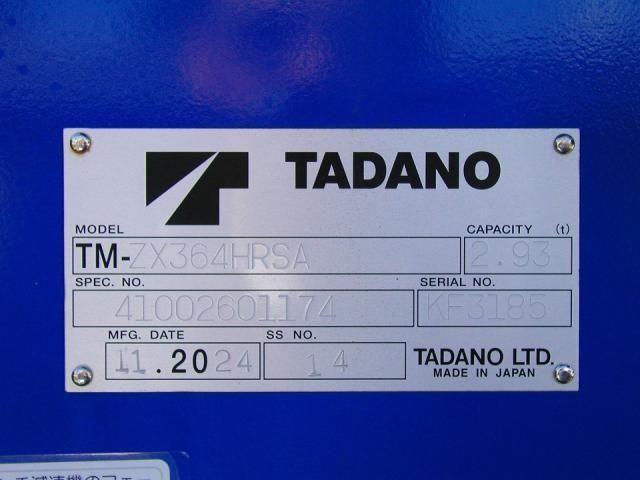 TADANO
MODEL CAPACITY (t)
TM-ZX364HRSA 2.93
SPEC. NO. SERIAL NO.
41002601174 KF3185
MFG. DATE SS NO.
11.2024 14 TADANO LTD.
MADE IN JAPAN